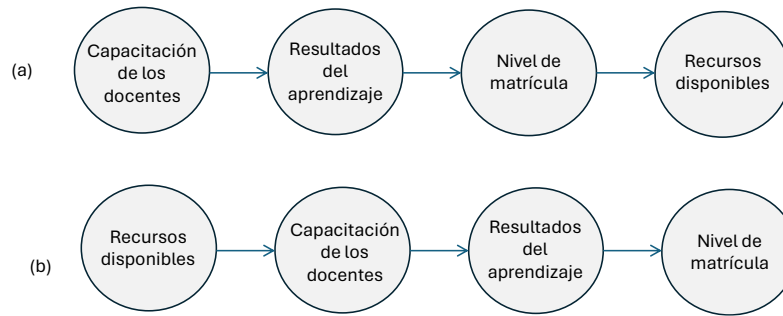 (a)
Capacitación
de los
docentes
Resultados
del
aprendizaje
Nivel de
matrícula
Recursos
disponibles
(b)
Recursos
disponibles
Capacitación
de los
docentes
Resultados
del
aprendizaje
Nivel de
matrícula